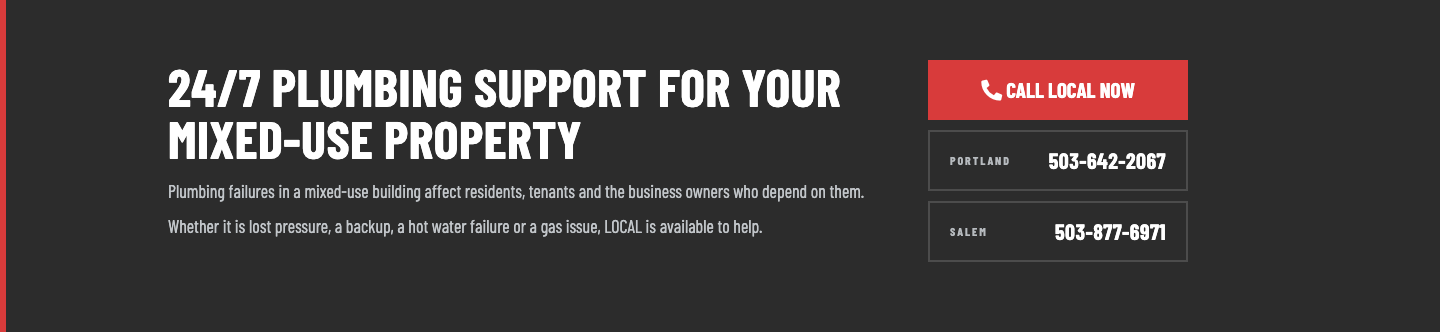 24/7 PLUMBING SUPPORT FOR YOUR
MIXED-USE PROPERTY
Plumbing failures in a mixed-use building affect residents, tenants and the business owners who depend on them.
Whether it is lost pressure, a backup, a hot water failure or a gas issue, LOCAL is available to help.
CALL LOCAL NOW
PORTLAND 503-642-2067
SALEM 503-877-6971